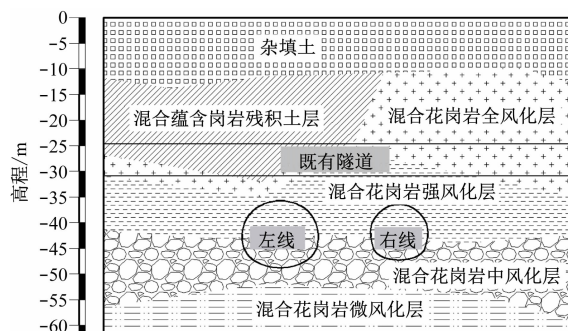 0
杂填土
-5
-10
-15
混合蕴含岗岩残积土层
混合花岗岩全风化层
-20
-25
既有隧道
-30
混合花岗岩强风化层
高程/m
-35
-40
左线
右线
-45
-50
混合花岗岩中风化层
-55
混合花岗岩微风化层
-60